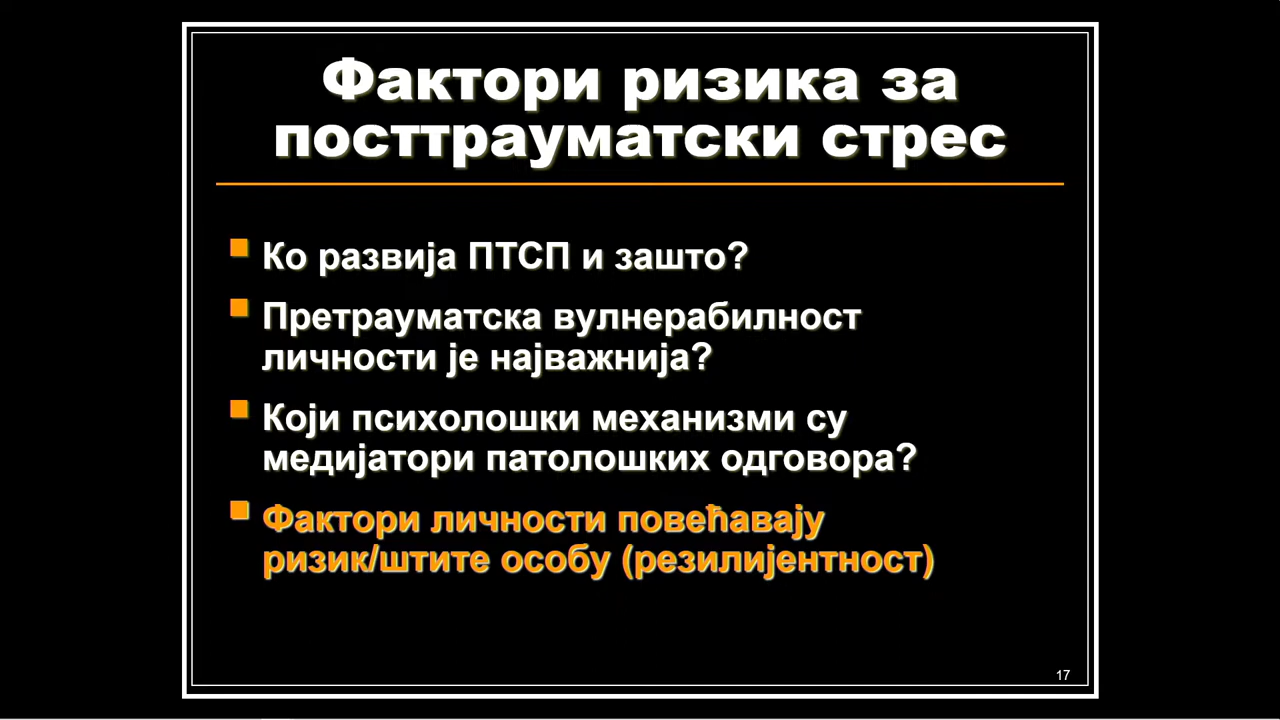 Фактори ризика за
посттрауматски стрес
Ко развија ПТСП и зашто?
Претрауматска вулнерабилност
личности је најважнија?
Који психолошки механизми су
медијатори патолошких одговора?
Фактори личности повећавају
ризик/штите особу (резилијентност)
17